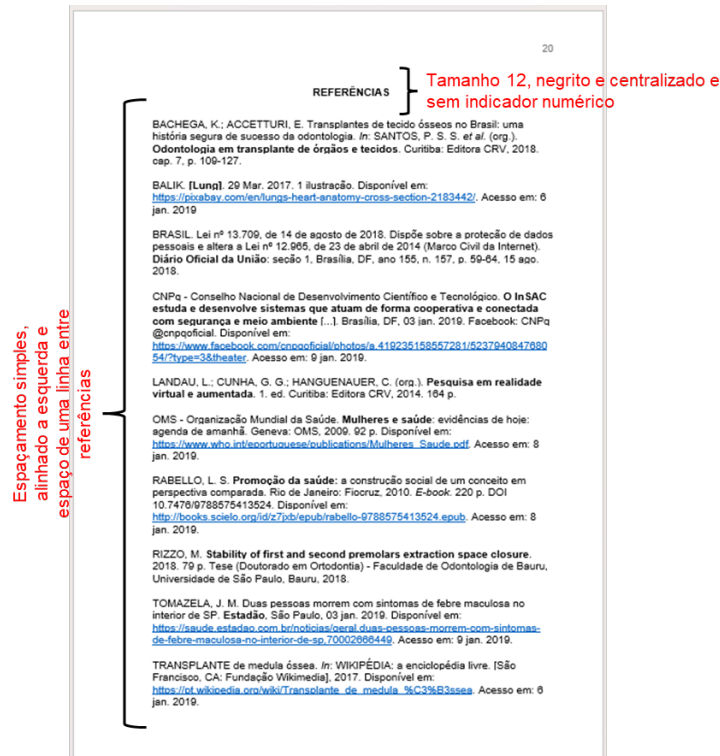 20
REFERÊNCIAS
Tamanho 12, negrito e centralizado e
sem indicador numérico
BACHEGA, K.; ACCETTURI, E. Transplantes de tecido ósseos no Brasil: uma
história segura de sucesso da odontologia. In: SANTOS, P. S. S. et al. (org.).
Odontologia em transplante de órgãos e tecidos. Curitiba: Editora CRV, 2018.
cap. 7, p. 109-127.
BALIK. [Lung]. 29 Mar. 2017. 1 ilustração. Disponível em:
https://pixabay.com/en/lungs-heart-anatomy-cross-section-2183442/. Acesso em: 6
jan. 2019
BRASIL. Lei nº 13.709, de 14 de agosto de 2018. Dispõe sobre a proteção de dados
pessoais e altera a Lei nº 12.965, de 23 de abril de 2014 (Marco Civil da Internet).
Diário Oficial da União: seção 1, Brasília, DF, ano 155, n. 157, p. 59-64, 15 ago.
2018.
CNPq - Conselho Nacional de Desenvolvimento Científico e Tecnológico. O InSAC
estuda e desenvolve sistemas que atuam de forma cooperativa e conectada
com segurança e meio ambiente [...]. Brasília, DF, 03 jan. 2019. Facebook: CNPq
@cnpqoficial. Disponível em:
https://www.facebook.com/cnpqoficial/photos/a.419235158557281/5237940847680
54/?type=3&theater. Acesso em: 9 jan. 2019.
LANDAU, L.; CUNHA, G. G.; HANGUENAUER, C. (org.). Pesquisa em realidade
virtual e aumentada. 1. ed. Curitiba: Editora CRV, 2014. 164 p.
OMS - Organização Mundial da Saúde. Mulheres e saúde: evidências de hoje:
agenda de amanhã. Geneva: OMS, 2009. 92 p. Disponível em:
https://www.who.int/eportuguese/publications/Mulheres_Saude.pdf. Acesso em: 8
jan. 2019.
RABELLO, L. S. Promoção da saúde: a construção social de um conceito em
perspectiva comparada. Rio de Janeiro: Fiocruz, 2010. E-book. 220 p. DOI
10.7476/9788575413524. Disponível em:
http://books.scielo.org/id/z7jxb/epub/rabello-9788575413524.epub. Acesso em: 8
jan. 2019.
RIZZO, M. Stability of first and second premolars extraction space closure.
2018. 79 p. Tese (Doutorado em Ortodontia) - Faculdade de Odontologia de Bauru,
Universidade de São Paulo, Bauru, 2018.
TOMAZELA, J. M. Duas pessoas morrem com sintomas de febre maculosa no
interior de SP. Estadão, São Paulo, 03 jan. 2019. Disponível em:
https://saude.estadao.com.br/noticias/geral,duas-pessoas-morrem-com-sintomas-
de-febre-maculosa-no-interior-de-sp,70002666449. Acesso em: 9 jan. 2019.
TRANSPLANTE de medula óssea. In: WIKIPÉDIA: a enciclopédia livre. [São
Francisco, CA: Fundação Wikimedia], 2017. Disponível em:
https://pt.wikipedia.org/wiki/Transplante_de_medula_%C3%B3ssea. Acesso em: 6
jan. 2019.
Espaçamento simples,
alinhado a esquerda e
espaço de uma linha entre
referências